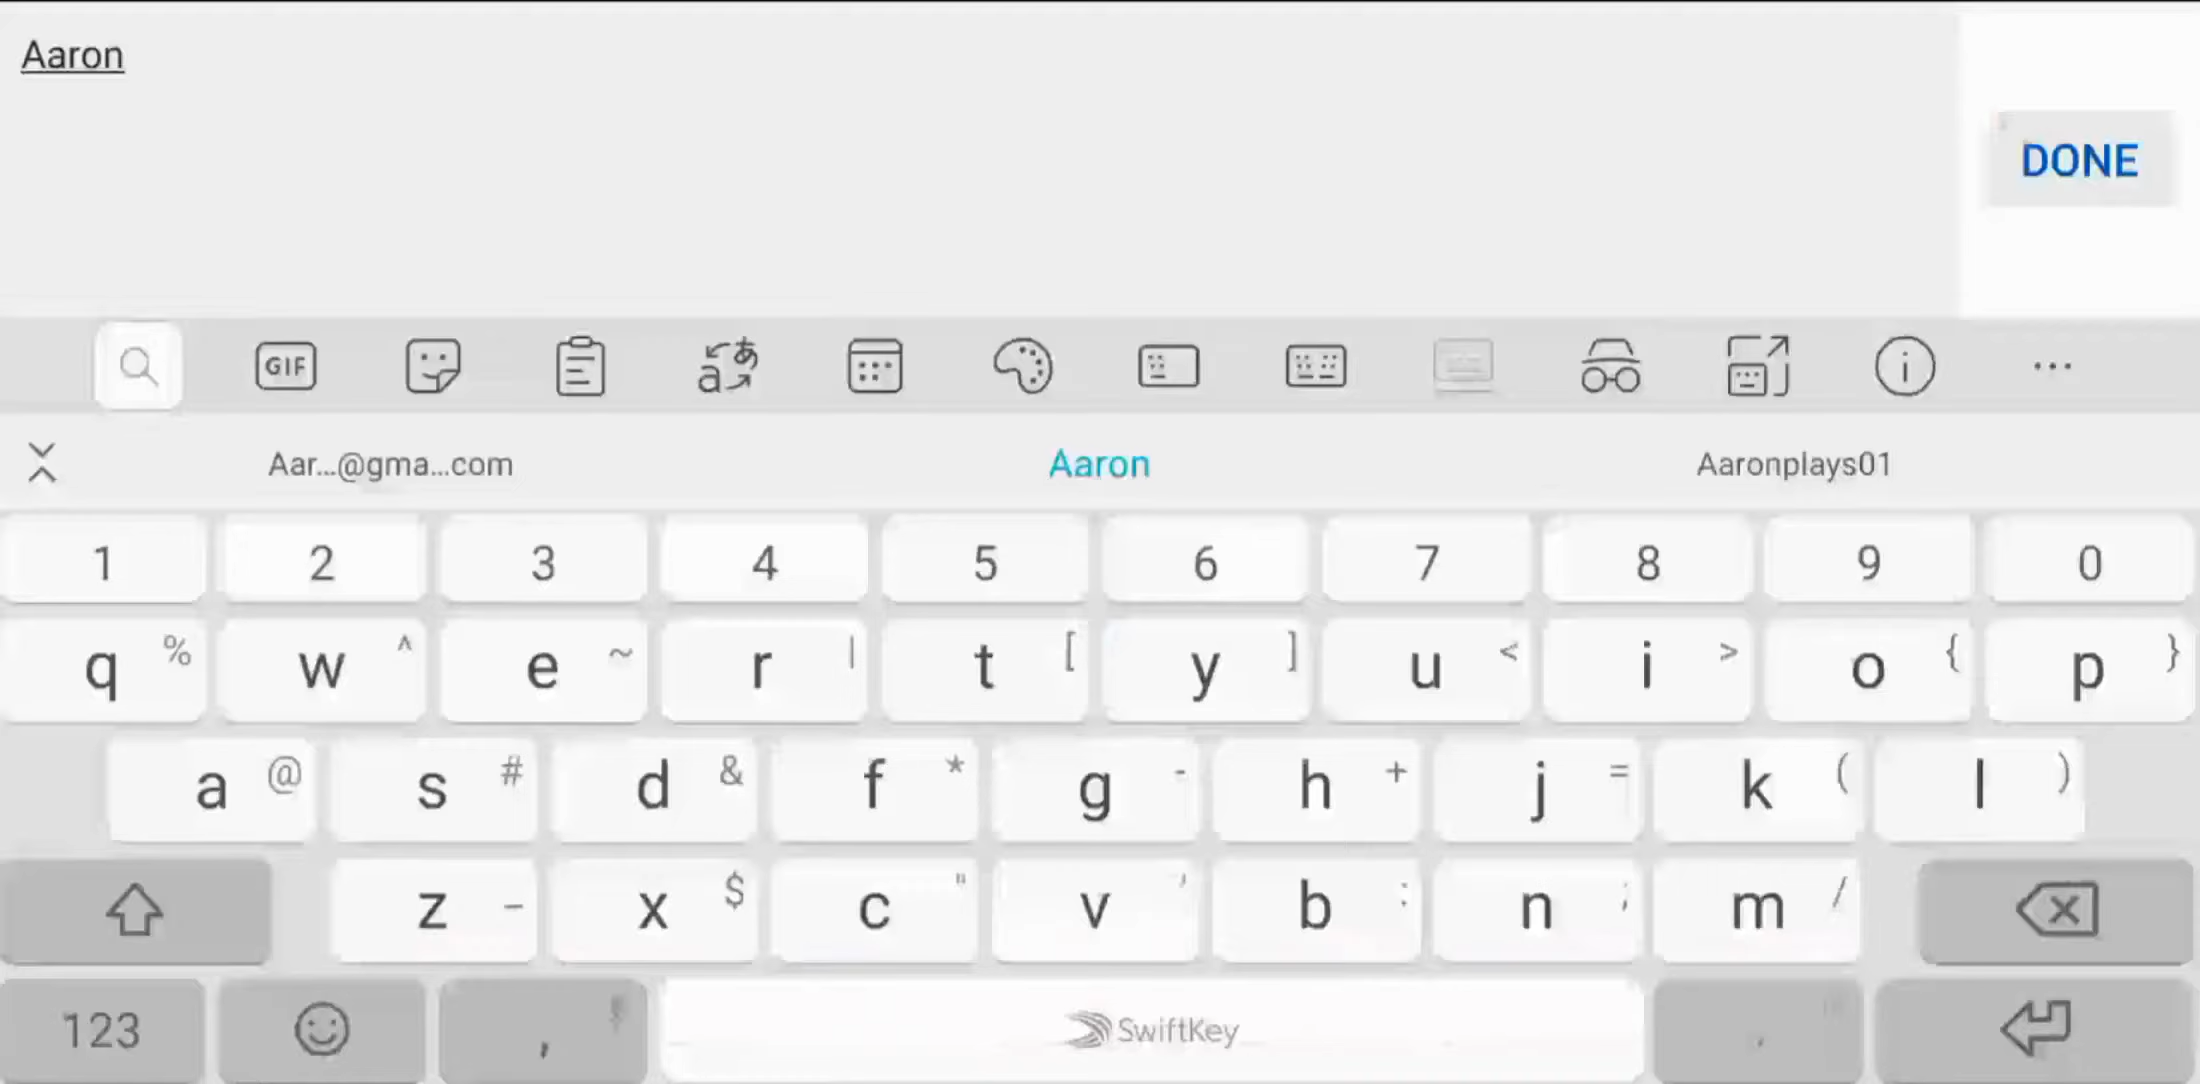 Aaron
DONE
GIF
Aar...@gma...com Aaron Aaronplays01
1 2 3 4 5 6 7 8 9 0
q % w ^ e ~ r | t [ y ] u < i > o { p }
a @ s # d & f * g - h + j = k ( l )
z _ x $ c " v ' b : n ; m /
123 , SwiftKey .